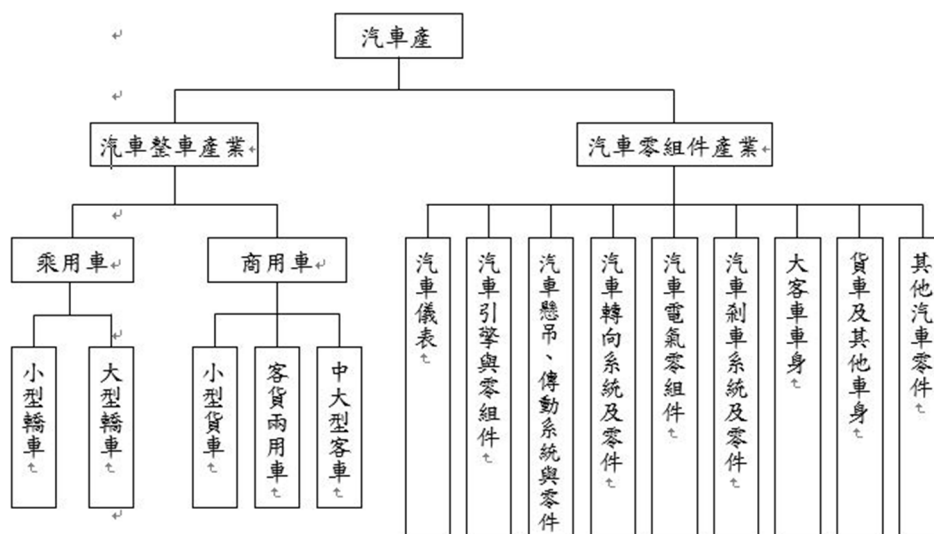 汽車產
汽車整車產業
汽車零組件產業
乘用車
商用車
小型轎車
大型轎車
小型貨車
客貨兩用車
中大型客車
汽車儀表
汽車引擎與零組件
汽車懸吊、傳動系統與零件
汽車轉向系統及零件
汽車電氣零組件
汽車剎車系統及零件
大客車車身
貨車及其他車身
其他汽車零件